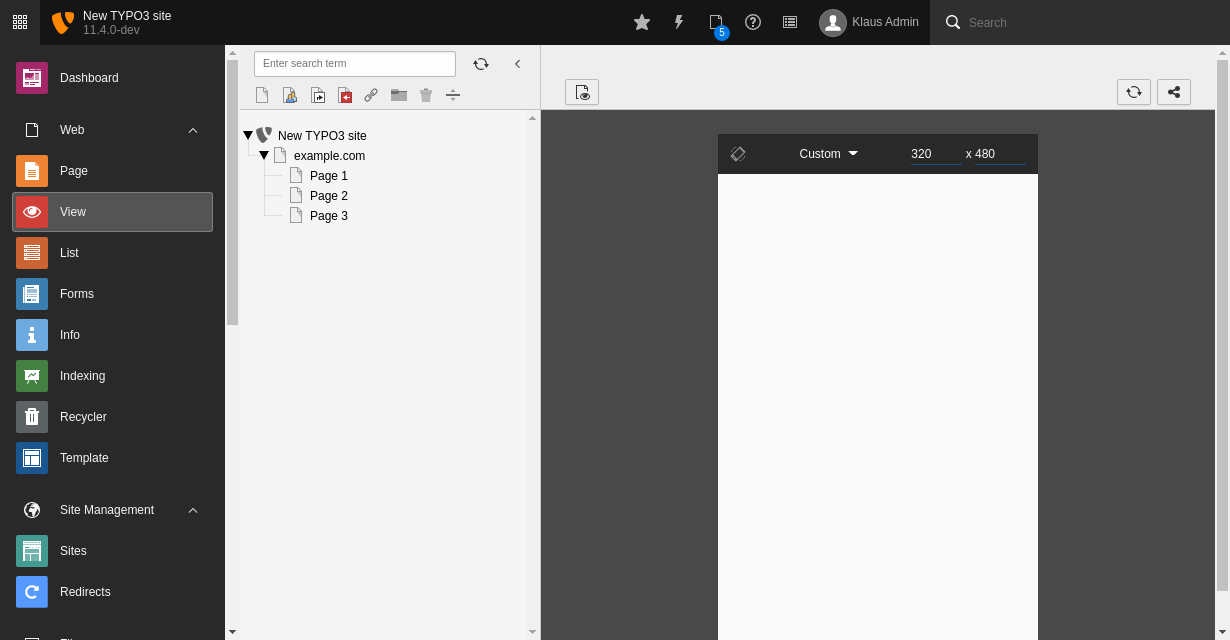 New TYPO3 site
11.4.0-dev
5
Klaus Admin
Search
Dashboard
Web
Page
View
List
Forms
Info
Indexing
Recycler
Template
Site Management
Sites
Redirects
Enter search term
New TYPO3 site
example.com
Page 1
Page 2
Page 3
Custom
320 x 480